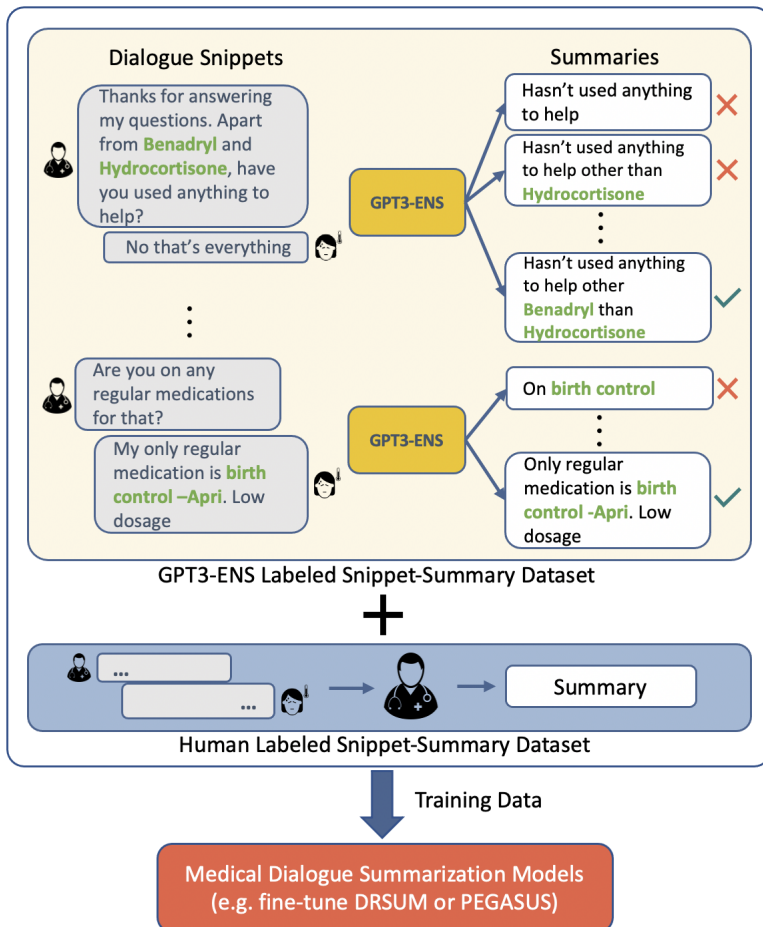 Dialogue Snippets
Summaries
Thanks for answering
my questions. Apart
from Benadryl and
Hydrocortisone, have
you used anything to
help?
No that's everything
GPT3-ENS
Hasn't used anything
to help
Hasn't used anything
to help other than
Hydrocortisone
Hasn't used anything
to help other
Benadryl than
Hydrocortisone
Are you on any
regular medications
for that?
My only regular
medication is birth
control –Apri. Low
dosage
GPT3-ENS
On birth control
Only regular
medication is birth
control -Apri. Low
dosage
GPT3-ENS Labeled Snippet-Summary Dataset
+
...
...
Summary
Human Labeled Snippet-Summary Dataset
Training Data
Medical Dialogue Summarization Models
(e.g. fine-tune DRSUM or PEGASUS)